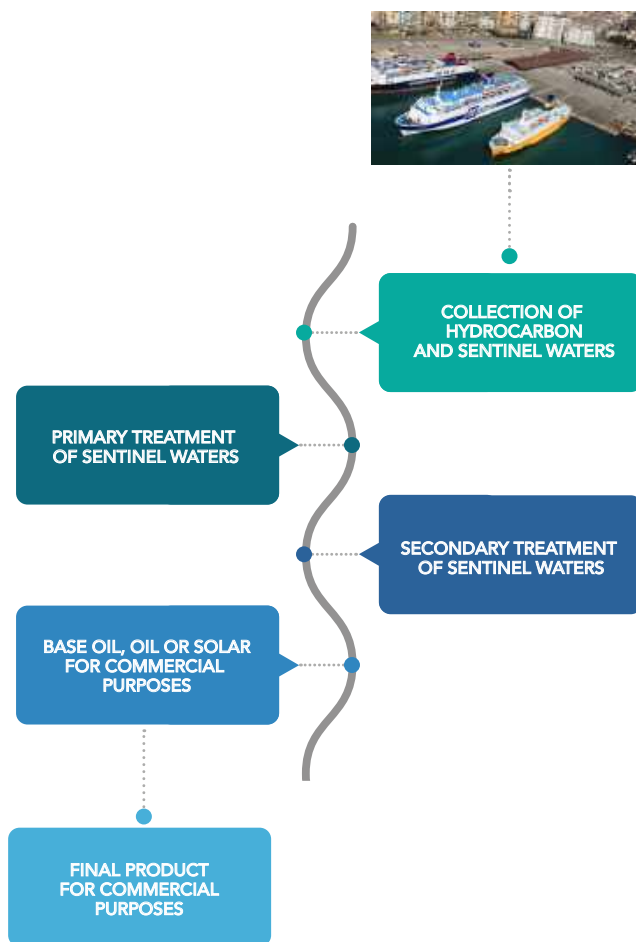 COLLECTION OF
HYDROCARBON
AND SENTINEL WATERS
PRIMARY TREATMENT
OF SENTINEL WATERS
SECONDARY TREATMENT
OF SENTINEL WATERS
BASE OIL, OIL OR SOLAR
FOR COMMERCIAL
PURPOSES
FINAL PRODUCT
FOR COMMERCIAL
PURPOSES